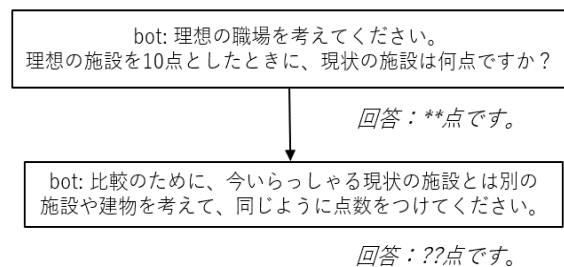 bot: 理想の職場を考えてください。
理想の施設を10点としたときに、現状の施設は何点ですか？
回答：**点です。
bot: 比較のために、今いらっしゃる現状の施設とは別の
施設や建物を考えて、同じように点数をつけてください。
回答：??点です。